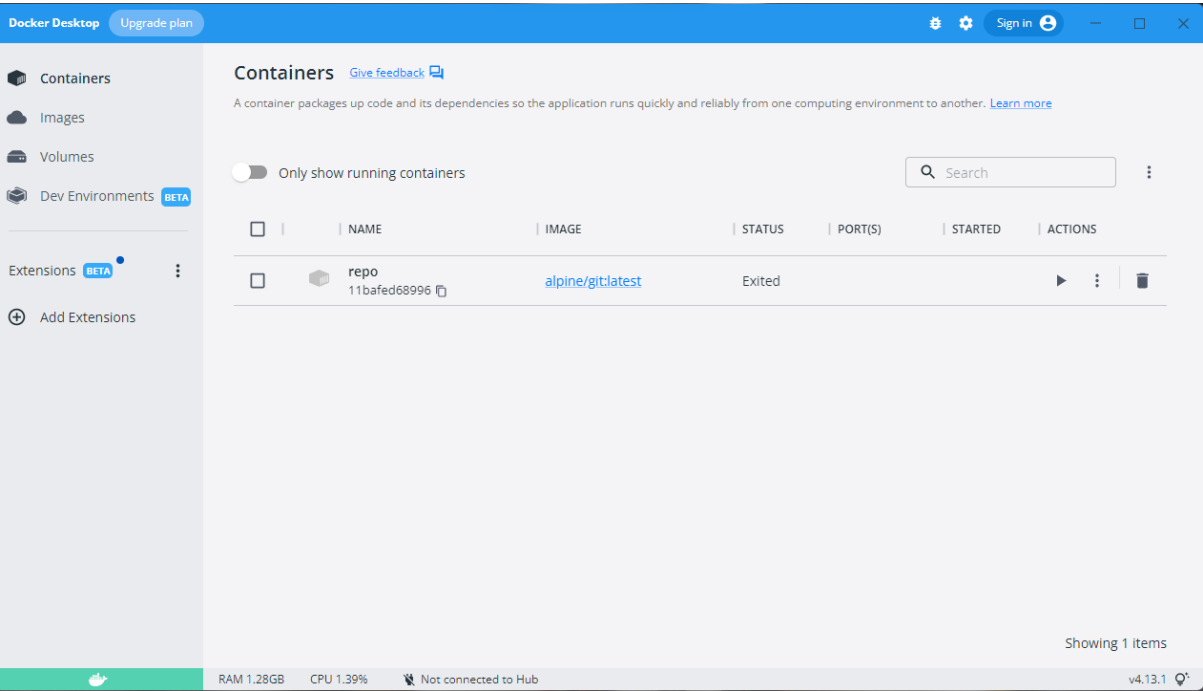 Docker Desktop Upgrade plan Sign in
Containers
Images
Volumes
Dev Environments BETA
Extensions BETA
Add Extensions
Containers Give feedback
A container packages up code and its dependencies so the application runs quickly and reliably from one computing environment to another. Learn more
Only show running containers Search
NAME IMAGE STATUS PORT(S) STARTED ACTIONS
repo
11bafed68996 alpine/git:latest Exited
Showing 1 items
RAM 1.28GB CPU 1.39% Not connected to Hub v4.13.1